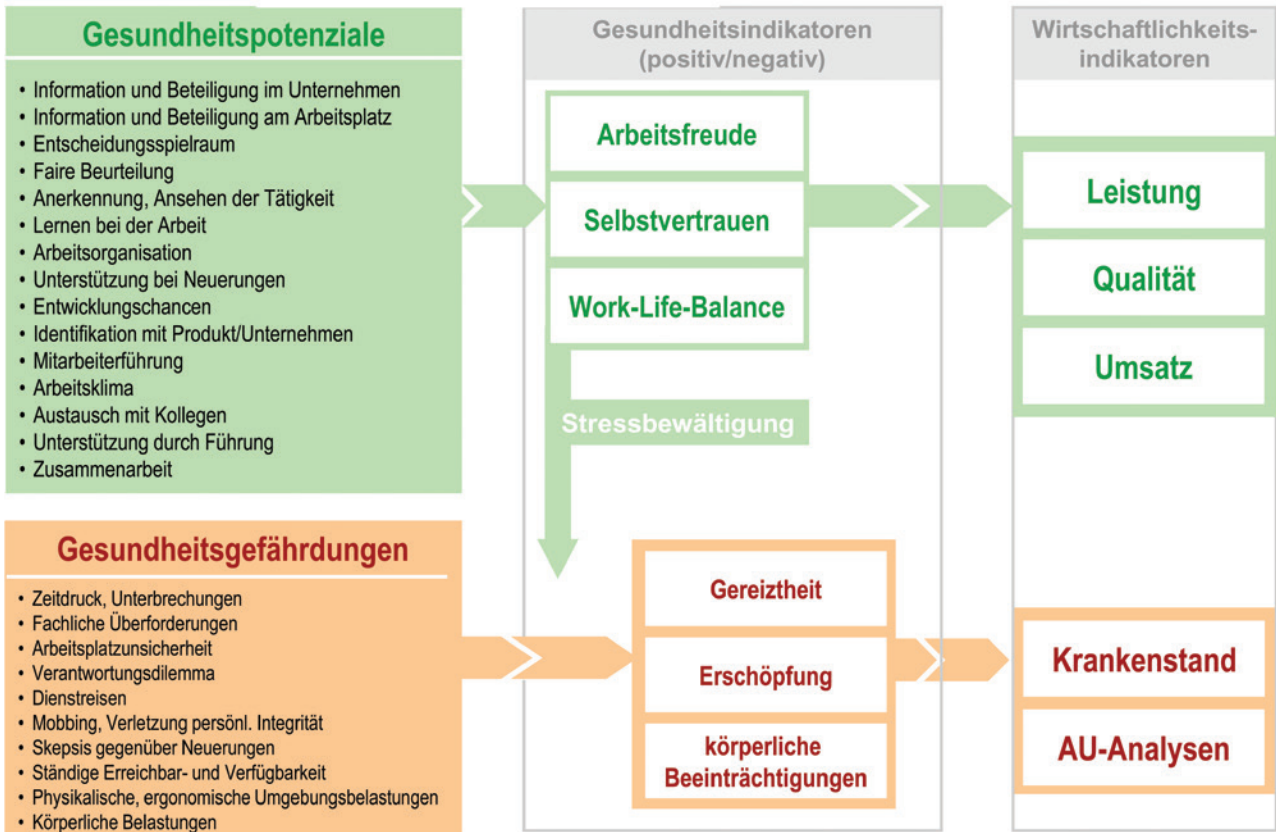 Gesundheitspotenziale
• Information und Beteiligung im Unternehmen
• Information und Beteiligung am Arbeitsplatz
• Entscheidungsspielraum
• Faire Beurteilung
• Anerkennung, Ansehen der Tätigkeit
• Lernen bei der Arbeit
• Arbeitsorganisation
• Unterstützung bei Neuerungen
• Entwicklungschancen
• Identifikation mit Produkt/Unternehmen
• Mitarbeiterführung
• Arbeitsklima
• Austausch mit Kollegen
• Unterstützung durch Führung
• Zusammenarbeit
Gesundheitsindikatoren
(positiv/negativ)
Arbeitsfreude
Selbstvertrauen
Work-Life-Balance
Stressbewältigung
Wirtschaftlichkeits-
indikatoren
Leistung
Qualität
Umsatz
Gesundheitsgefährdungen
• Zeitdruck, Unterbrechungen
• Fachliche Überforderungen
• Arbeitsplatzunsicherheit
• Verantwortungsdilemma
• Dienstreisen
• Mobbing, Verletzung persönl. Integrität
• Skepsis gegenüber Neuerungen
• Ständige Erreichbar- und Verfügbarkeit
• Physikalische, ergonomische Umgebungsbelastungen
• Körperliche Belastungen
Gereiztheit
Erschöpfung
körperliche
Beeinträchtigungen
Krankenstand
AU-Analysen